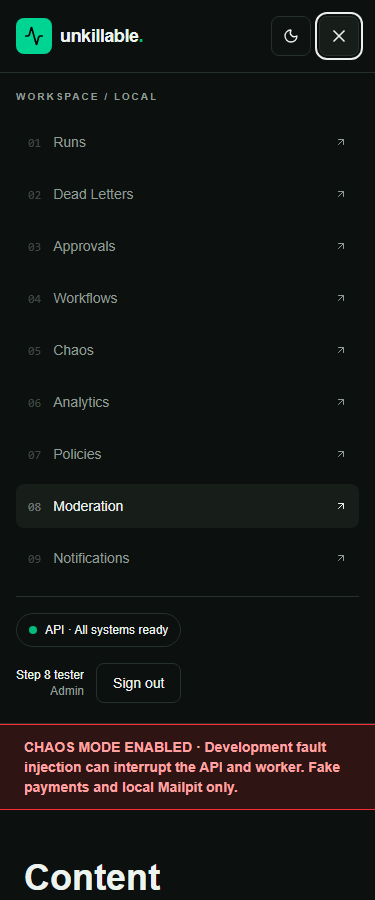 unkillable.
WORKSPACE / LOCAL
01 Runs
02 Dead Letters
03 Approvals
04 Workflows
05 Chaos
06 Analytics
07 Policies
08 Moderation
09 Notifications
API · All systems ready
Step 8 tester
Admin
Sign out
CHAOS MODE ENABLED · Development fault
injection can interrupt the API and worker. Fake
payments and local Mailpit only.
Content